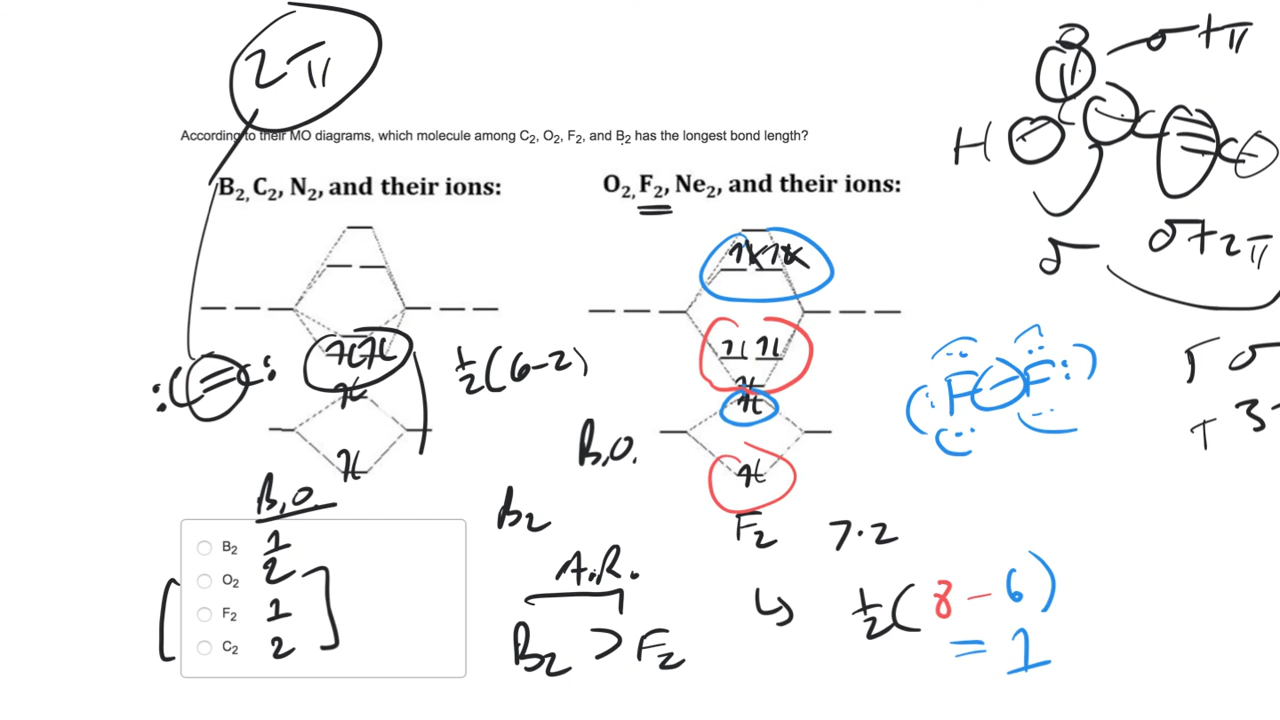 2π
According to their MO diagrams, which molecule among C₂, O₂, F₂, and B₂ has the longest bond length?
B₂, C₂, N₂, and their ions:
O₂, F₂, Ne₂, and their ions:
σ+π
H
σ
σ+2π
½(6-2)
B.O.
F F
B.O.
B₂ 1
O₂ 2
F₂ 1
C₂ 2
B₂
A.R.
B₂ > F₂
F₂ 7·2
½(8-6)
= 1